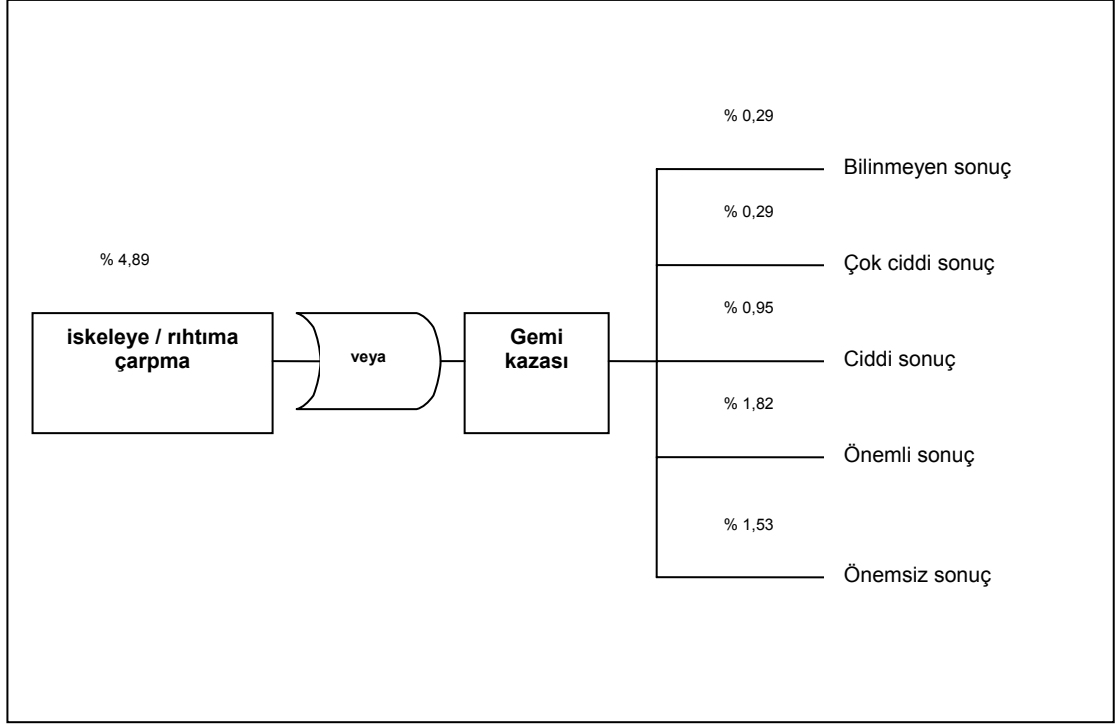 % 0,29
Bilinmeyen sonuç
% 0,29
% 4,89
Çok ciddi sonuç
% 0,95
iskeleye / rıhtıma
çarpma
veya
Gemi
kazası
Ciddi sonuç
% 1,82
Önemli sonuç
% 1,53
Önemsiz sonuç